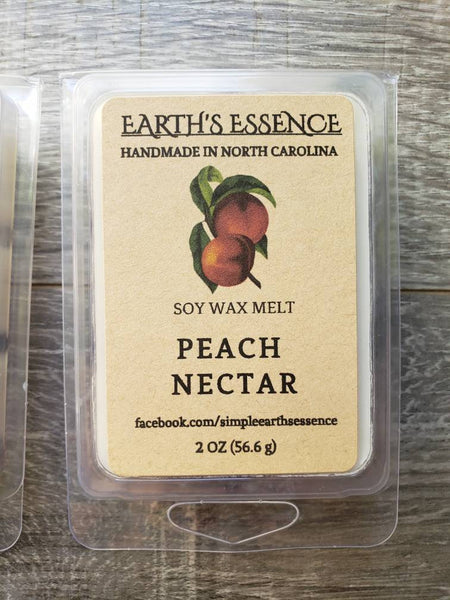 EARTH'S ESSENCE
HANDMADE IN NORTH CAROLINA
SOY WAX MELT
PEACH
NECTAR
facebook.com/simpleearthsessence
2 OZ (56.6 g)